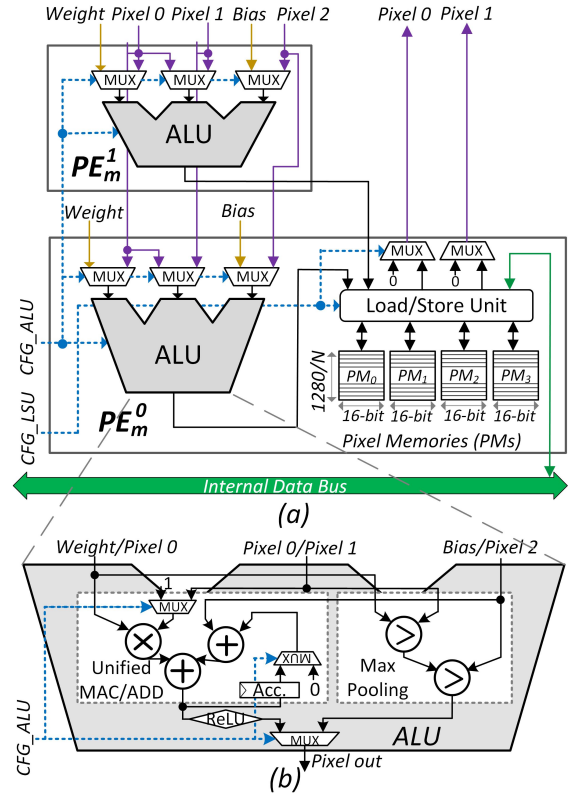 Weight Pixel 0 Pixel 1 Bias Pixel 2 Pixel 0 Pixel 1
MUX MUX MUX
ALU
PE_m^1
Weight Bias
MUX MUX
0 0
MUX MUX MUX
Load/Store Unit
ALU
CFG_ALU
CFG_LSU
1280/N
PM0 PM1 PM2 PM3
16-bit 16-bit 16-bit 16-bit
PE_m^0
Pixel Memories (PMs)
Internal Data Bus
(a)
Weight/Pixel 0 Pixel 0/Pixel 1 Bias/Pixel 2
1
MUX
× + >
+ >
MUX
Unified
MAC/ADD
Max
Pooling
Acc. 0
ReLU
CFG_ALU
MUX
ALU
Pixel out
(b)